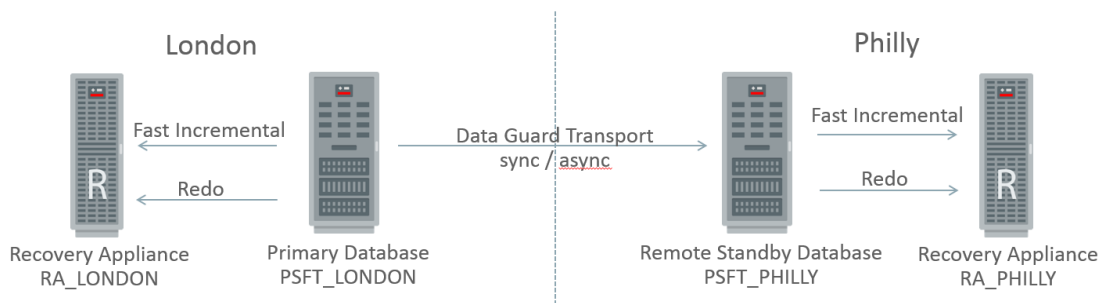 London
Philly
Fast Incremental
Redo
R
Data Guard Transport
sync / async
Fast Incremental
Redo
R
Recovery Appliance
RA_LONDON
Primary Database
PSFT_LONDON
Remote Standby Database
PSFT_PHILLY
Recovery Appliance
RA_PHILLY